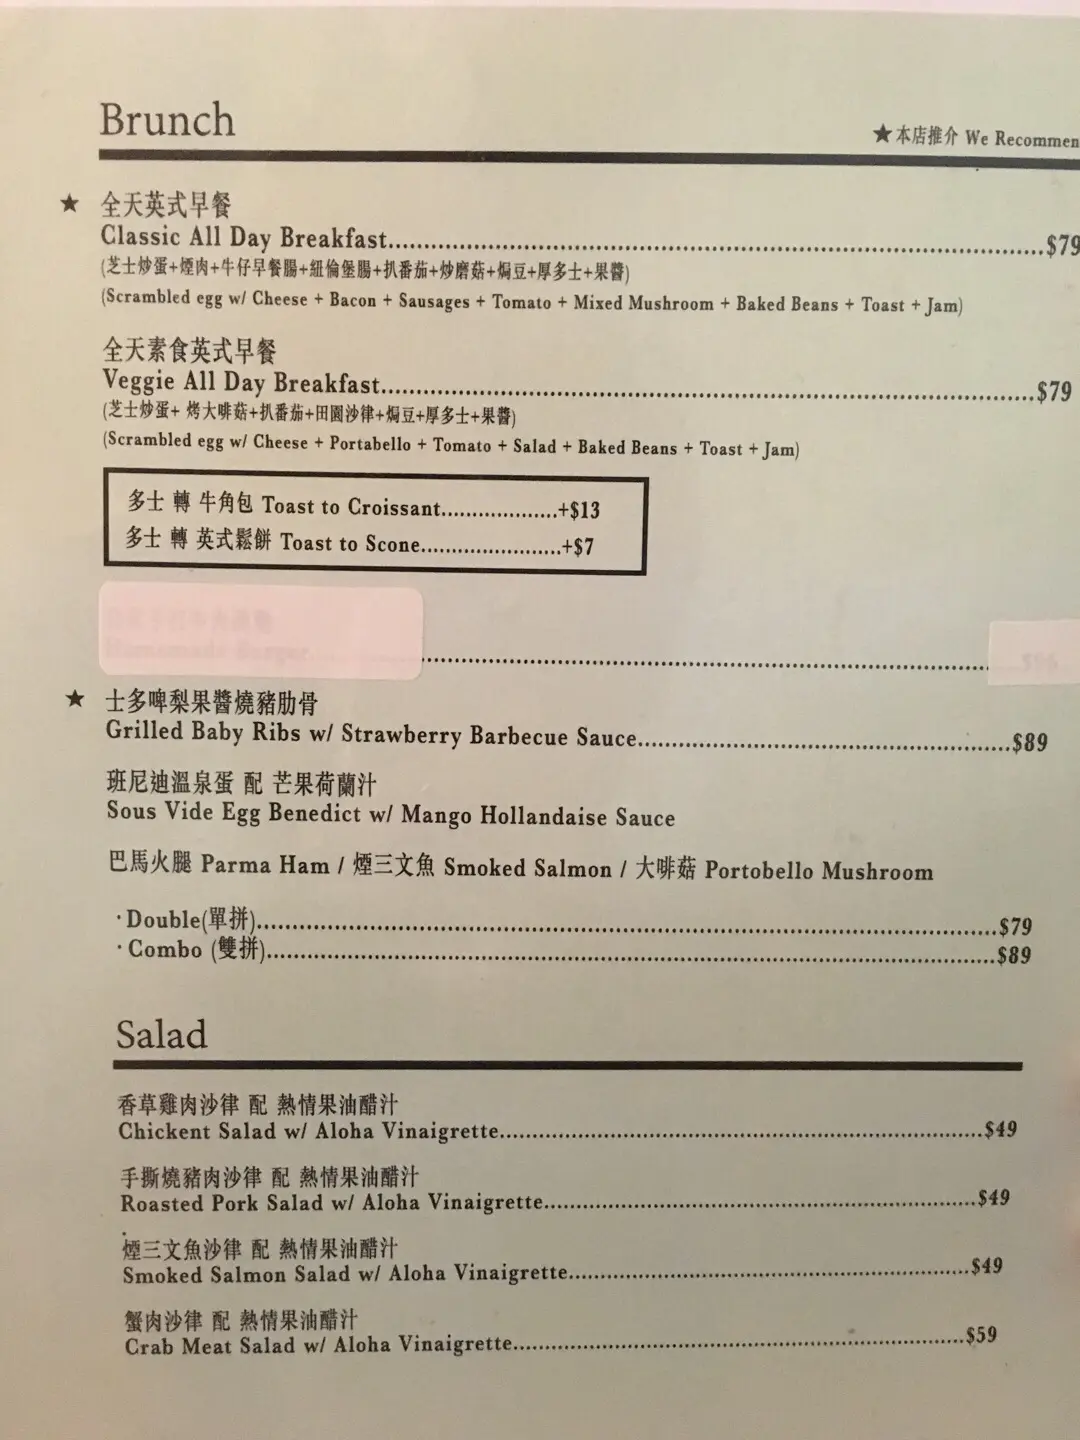 Brunch
★本店推介 We Recommen
★ 全天英式早餐
Classic All Day Breakfast........................$79
(芝士炒蛋+煙肉+牛仔早餐腸+紐倫堡腸+扒番茄+炒磨菇+焗豆+厚多士+果醬)
(Scrambled egg w/ Cheese + Bacon + Sausages + Tomato + Mixed Mushroom + Baked Beans + Toast + Jam)
全天素食英式早餐
Veggie All Day Breakfast........................$79
(芝士炒蛋+ 烤大啡菇+扒番茄+田園沙律+焗豆+厚多士+果醬)
(Scrambled egg w/ Cheese + Portabello + Tomato + Salad + Baked Beans + Toast + Jam)
多士 轉 牛角包 Toast to Croissant....................+$13
多士 轉 英式鬆餅 Toast to Scone........................+$7
Homemade Burger
★ 士多啤梨果醬燒豬肋骨
Grilled Baby Ribs w/ Strawberry Barbecue Sauce........................$89
班尼迪溫泉蛋 配 芒果荷蘭汁
Sous Vide Egg Benedict w/ Mango Hollandaise Sauce
巴馬火腿 Parma Ham / 煙三文魚 Smoked Salmon / 大啡菇 Portobello Mushroom
·Double(單拼)........................$79
·Combo (雙拼)........................$89
Salad
香草雞肉沙律 配 熱情果油醋汁
Chickent Salad w/ Aloha Vinaigrette........................$49
手撕燒豬肉沙律 配 熱情果油醋汁
Roasted Pork Salad w/ Aloha Vinaigrette........................$49
煙三文魚沙律 配 熱情果油醋汁
Smoked Salmon Salad w/ Aloha Vinaigrette........................$49
蟹肉沙律 配 熱情果油醋汁
Crab Meat Salad w/ Aloha Vinaigrette........................$59